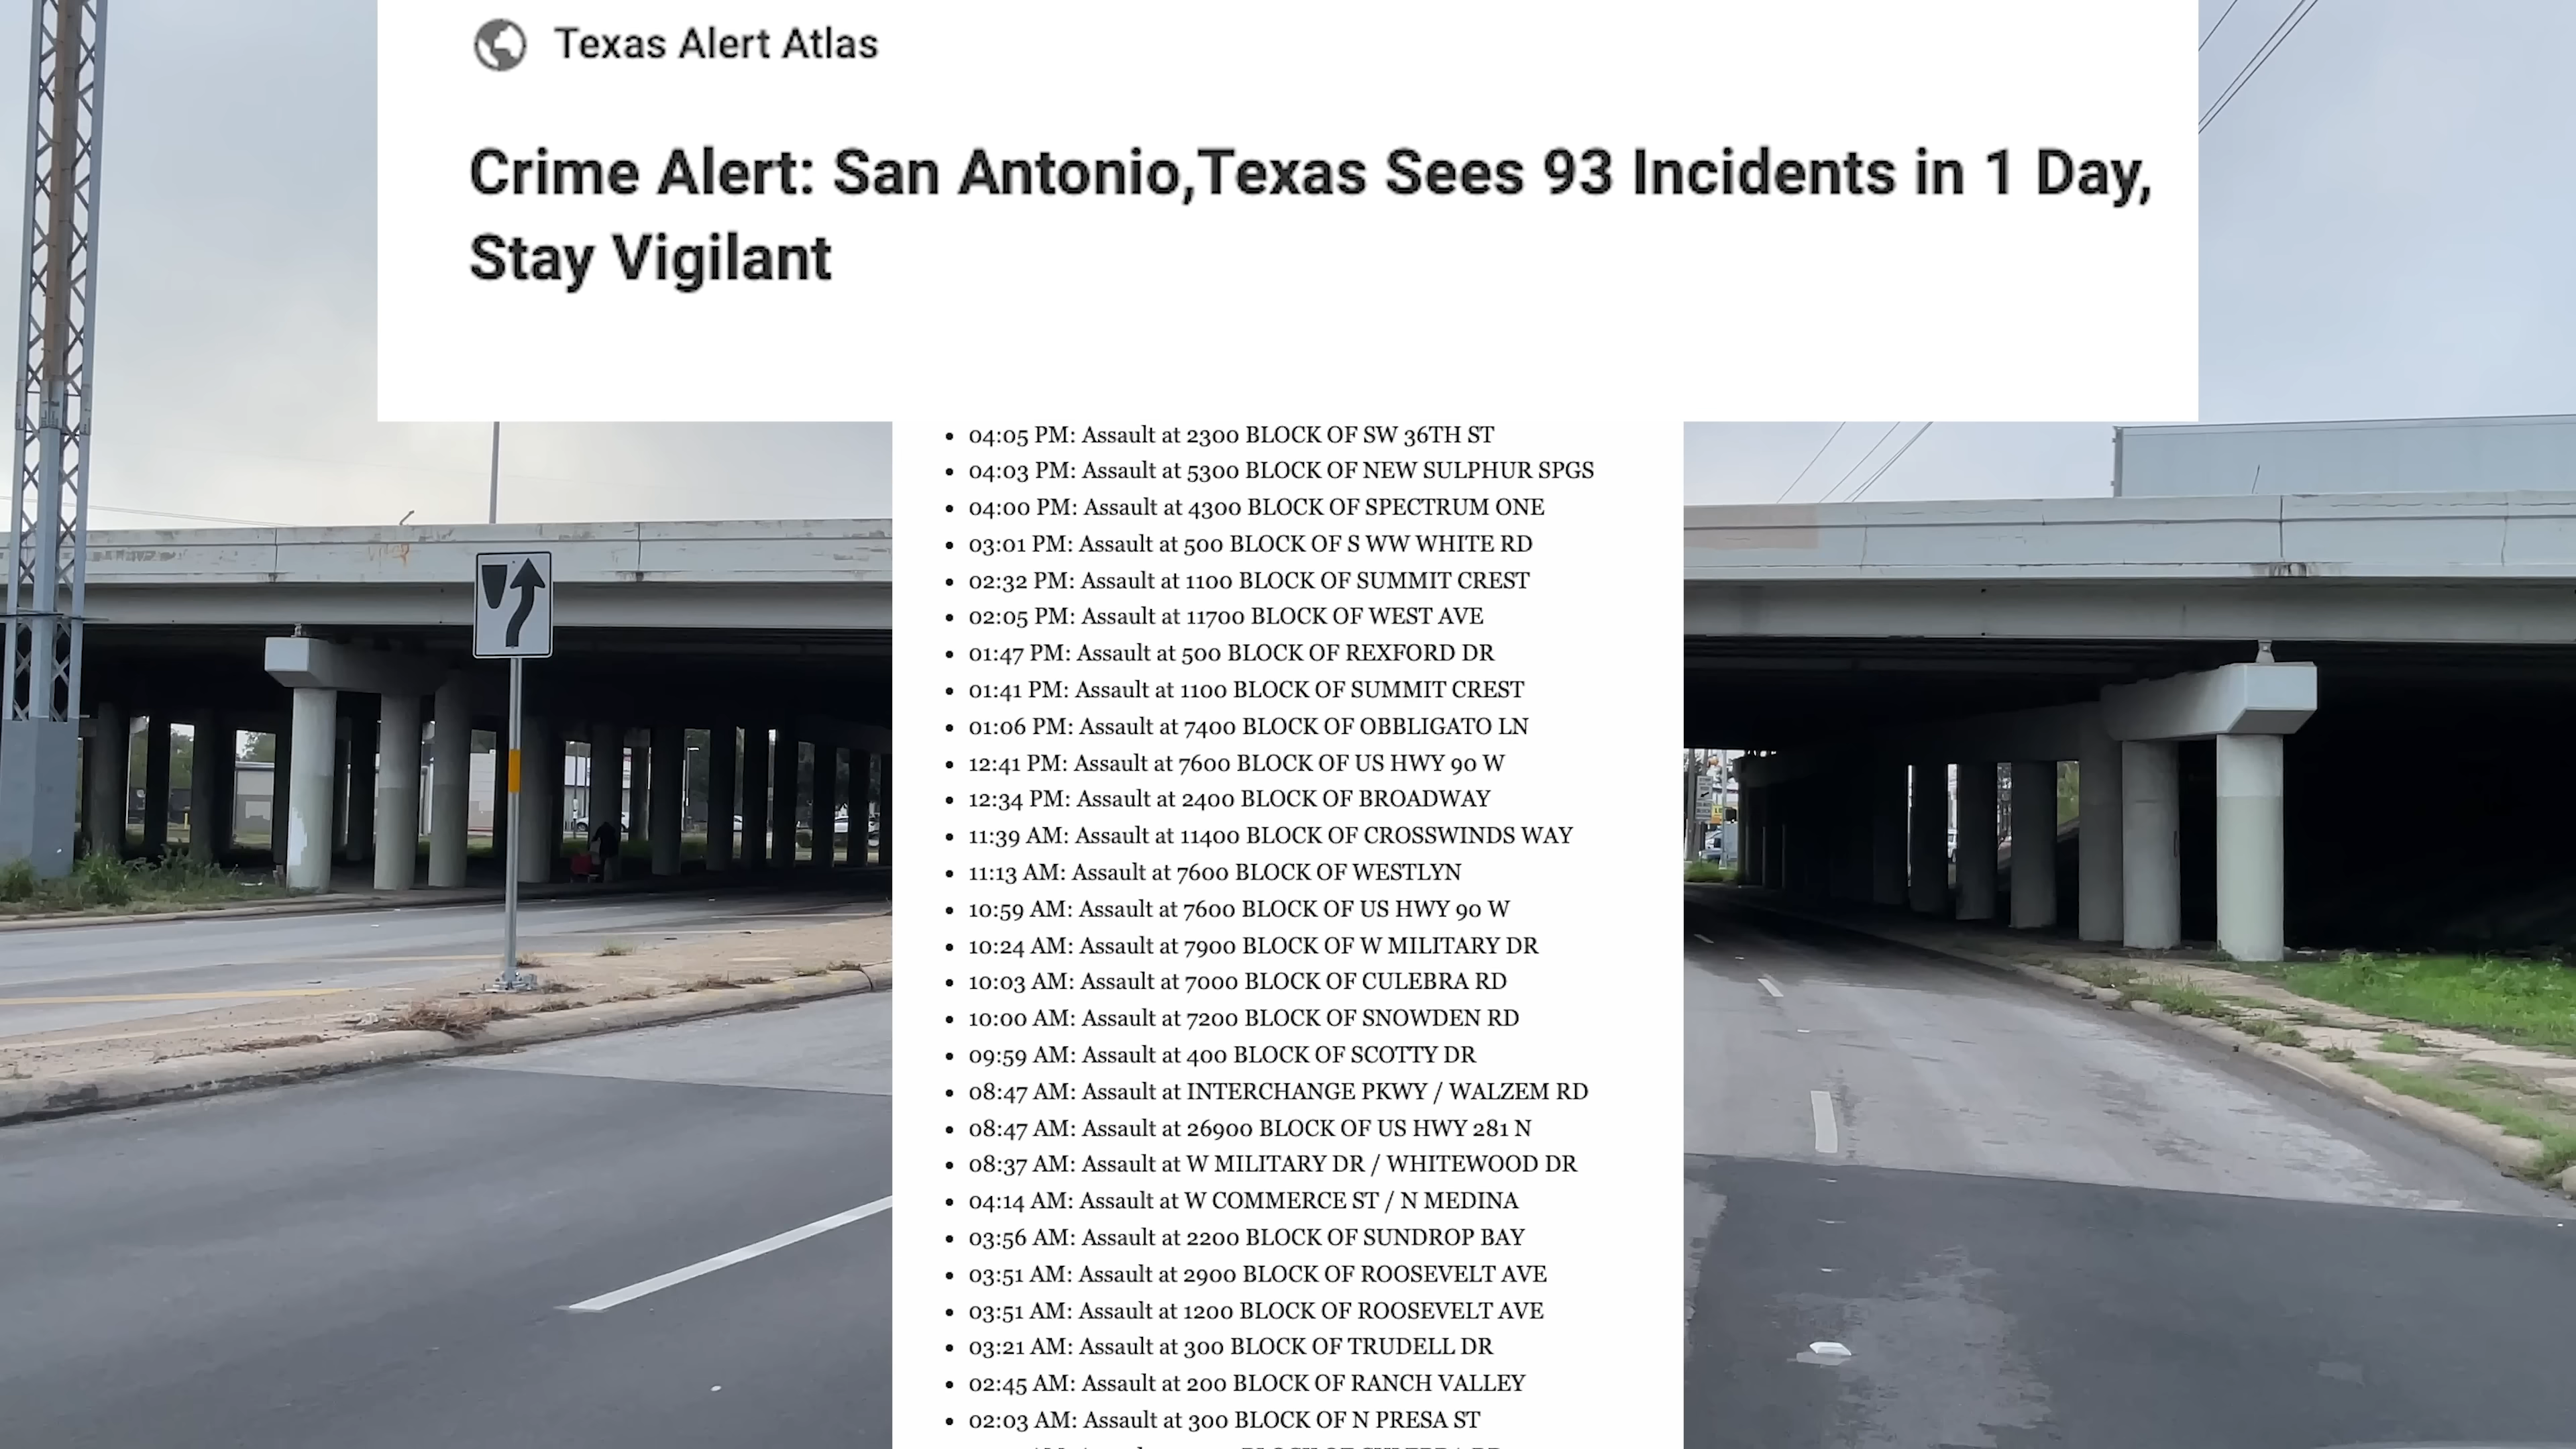 Texas Alert Atlas
Crime Alert: San Antonio,Texas Sees 93 Incidents in 1 Day,
Stay Vigilant
• 04:05 PM: Assault at 2300 BLOCK OF SW 36TH ST
• 04:03 PM: Assault at 5300 BLOCK OF NEW SULPHUR SPGS
• 04:00 PM: Assault at 4300 BLOCK OF SPECTRUM ONE
• 03:01 PM: Assault at 500 BLOCK OF S WW WHITE RD
• 02:32 PM: Assault at 1100 BLOCK OF SUMMIT CREST
• 02:05 PM: Assault at 11700 BLOCK OF WEST AVE
• 01:47 PM: Assault at 500 BLOCK OF REXFORD DR
• 01:41 PM: Assault at 1100 BLOCK OF SUMMIT CREST
• 01:06 PM: Assault at 7400 BLOCK OF OBBLIGATO LN
• 12:41 PM: Assault at 7600 BLOCK OF US HWY 90 W
• 12:34 PM: Assault at 2400 BLOCK OF BROADWAY
• 11:39 AM: Assault at 11400 BLOCK OF CROSSWINDS WAY
• 11:13 AM: Assault at 7600 BLOCK OF WESTLYN
• 10:59 AM: Assault at 7600 BLOCK OF US HWY 90 W
• 10:24 AM: Assault at 7900 BLOCK OF W MILITARY DR
• 10:03 AM: Assault at 7000 BLOCK OF CULEBRA RD
• 10:00 AM: Assault at 7200 BLOCK OF SNOWDEN RD
• 09:59 AM: Assault at 400 BLOCK OF SCOTTY DR
• 08:47 AM: Assault at INTERCHANGE PKWY / WALZEM RD
• 08:47 AM: Assault at 26900 BLOCK OF US HWY 281 N
• 08:37 AM: Assault at W MILITARY DR / WHITEWOOD DR
• 04:14 AM: Assault at W COMMERCE ST / N MEDINA
• 03:56 AM: Assault at 2200 BLOCK OF SUNDROP BAY
• 03:51 AM: Assault at 2900 BLOCK OF ROOSEVELT AVE
• 03:51 AM: Assault at 1200 BLOCK OF ROOSEVELT AVE
• 03:21 AM: Assault at 300 BLOCK OF TRUDELL DR
• 02:45 AM: Assault at 200 BLOCK OF RANCH VALLEY
• 02:03 AM: Assault at 300 BLOCK OF N PRESA ST